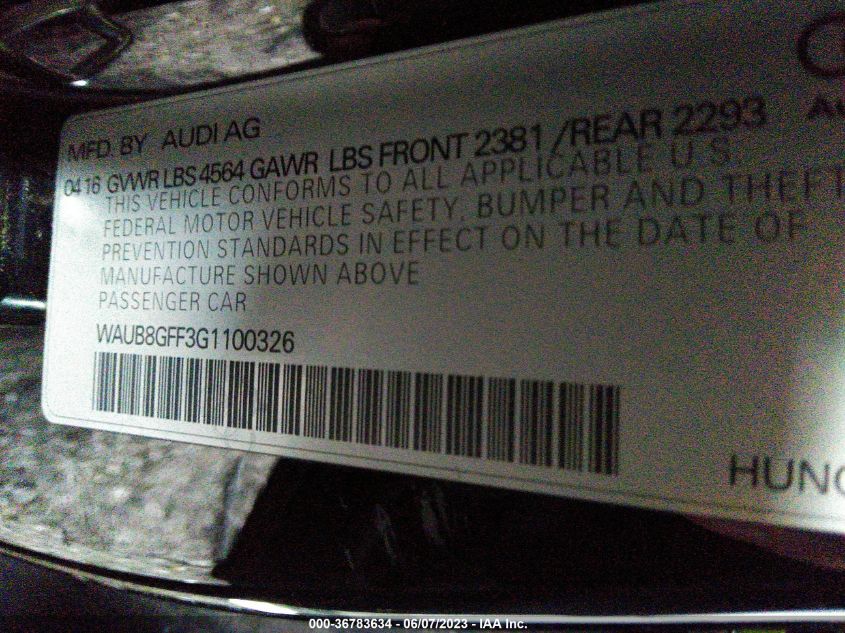 MFD. BY AUDI AG
04 16 GVWR LBS 4564 GAWR LBS FRONT 2381 / REAR 2293
THIS VEHICLE CONFORMS TO ALL APPLICABLE U S
FEDERAL MOTOR VEHICLE SAFETY, BUMPER AND THEFT
PREVENTION STANDARDS IN EFFECT ON THE DATE OF
MANUFACTURE SHOWN ABOVE
PASSENGER CAR
WAUB8GFF3G1100326
000-36783634 - 06/07/2023 - IAA Inc.